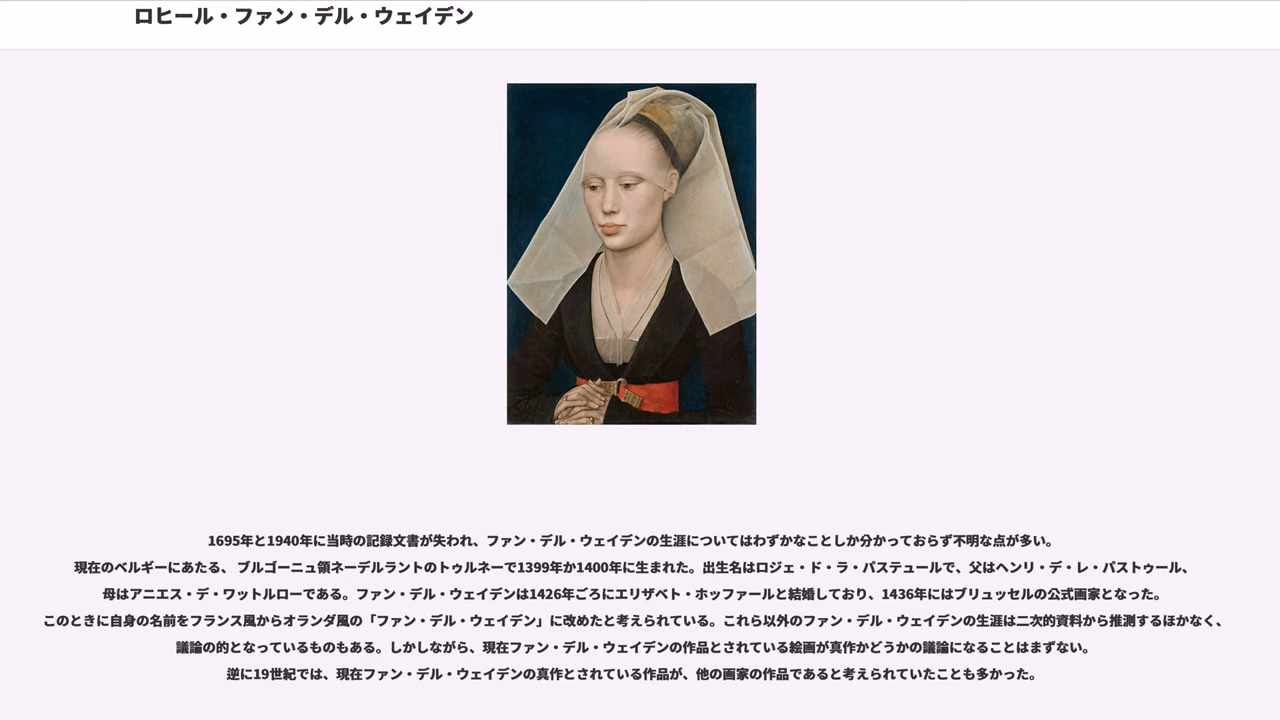 ロヒール・ファン・デル・ウェイデン
1695年と1940年に当時の記録文書が失われ、ファン・デル・ウェイデンの生涯についてはわずかなことしか分かっておらず不明な点が多い。
現在のベルギーにあたる、 ブルゴーニュ領ネーデルラントのトゥルネーで1399年か1400年に生まれた。出生名はロジェ・ド・ラ・パステュールで、父はヘンリ・デ・レ・パストゥール、
母はアニエス・デ・ワットルローである。ファン・デル・ウェイデンは1426年ごろにエリザベト・ホッファールと結婚しており、1436年にはブリュッセルの公式画家となった。
このときに自身の名前をフランス風からオランダ風の「ファン・デル・ウェイデン」に改めたと考えられている。これら以外のファン・デル・ウェイデンの生涯は二次的資料から推測するほかなく、
議論の的となっているものもある。しかしながら、現在ファン・デル・ウェイデンの作品とされている絵画が真作かどうかの議論になることはまずない。
逆に19世紀では、現在ファン・デル・ウェイデンの真作とされている作品が、他の画家の作品であると考えられていたことも多かった。